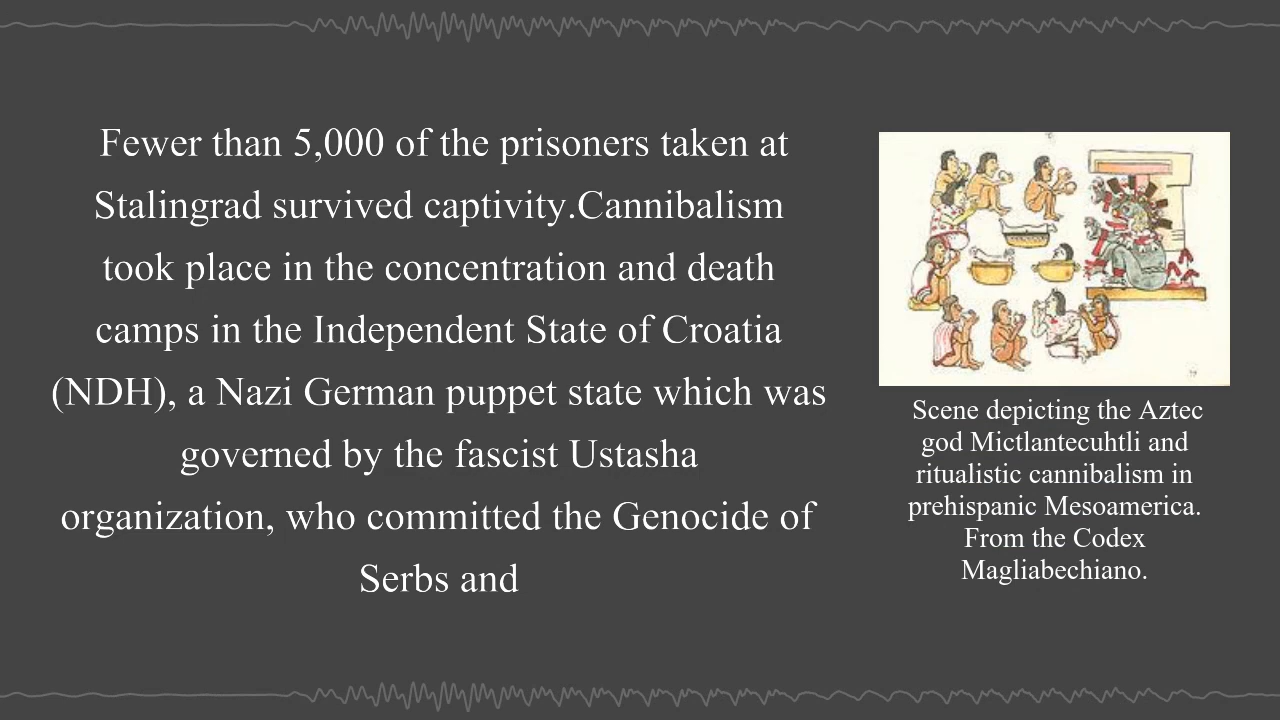 Fewer than 5,000 of the prisoners taken at
Stalingrad survived captivity.Cannibalism
took place in the concentration and death
camps in the Independent State of Croatia
(NDH), a Nazi German puppet state which was
governed by the fascist Ustasha
organization, who committed the Genocide of
Serbs and
Scene depicting the Aztec
god Mictlantecuhtli and
ritualistic cannibalism in
prehispanic Mesoamerica.
From the Codex
Magliabechiano.